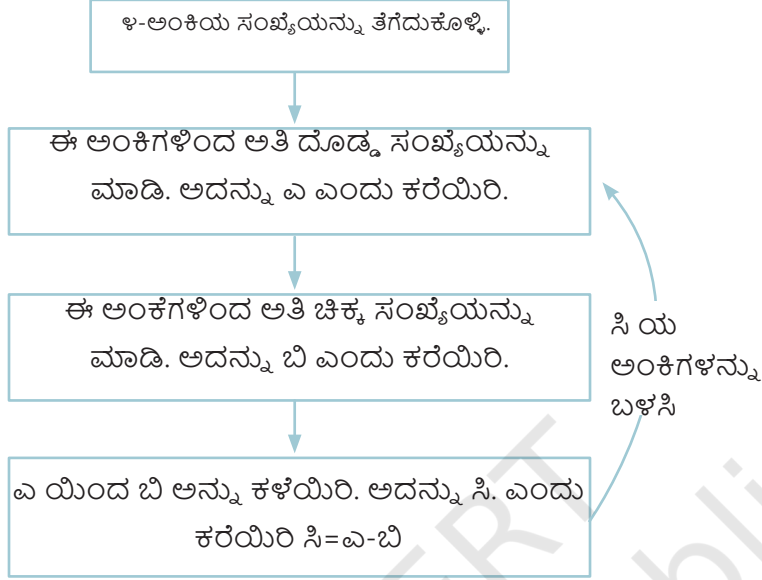 ೪-ಅಂಕಿಯ ಸಂಖ್ಯೆಯನ್ನು ತೆಗೆದುಕೊಳ್ಳಿ.
ಈ ಅಂಕಿಗಳಿಂದ ಅತಿ ದೊಡ್ಡ ಸಂಖ್ಯೆಯನ್ನು
ಮಾಡಿ. ಅದನ್ನು ಎ ಎಂದು ಕರೆಯಿರಿ.
ಈ ಅಂಕೆಗಳಿಂದ ಅತಿ ಚಿಕ್ಕ ಸಂಖ್ಯೆಯನ್ನು
ಮಾಡಿ. ಅದನ್ನು ಬಿ ಎಂದು ಕರೆಯಿರಿ.
ಸಿ ಯ
ಅಂಕಿಗಳನ್ನು
ಬಳಸಿ
ಎ ಯಿಂದ ಬಿ ಅನ್ನು ಕಳೆಯಿರಿ. ಅದನ್ನು ಸಿ. ಎಂದು
ಕರೆಯಿರಿ ಸಿ=ಎ-ಬಿ